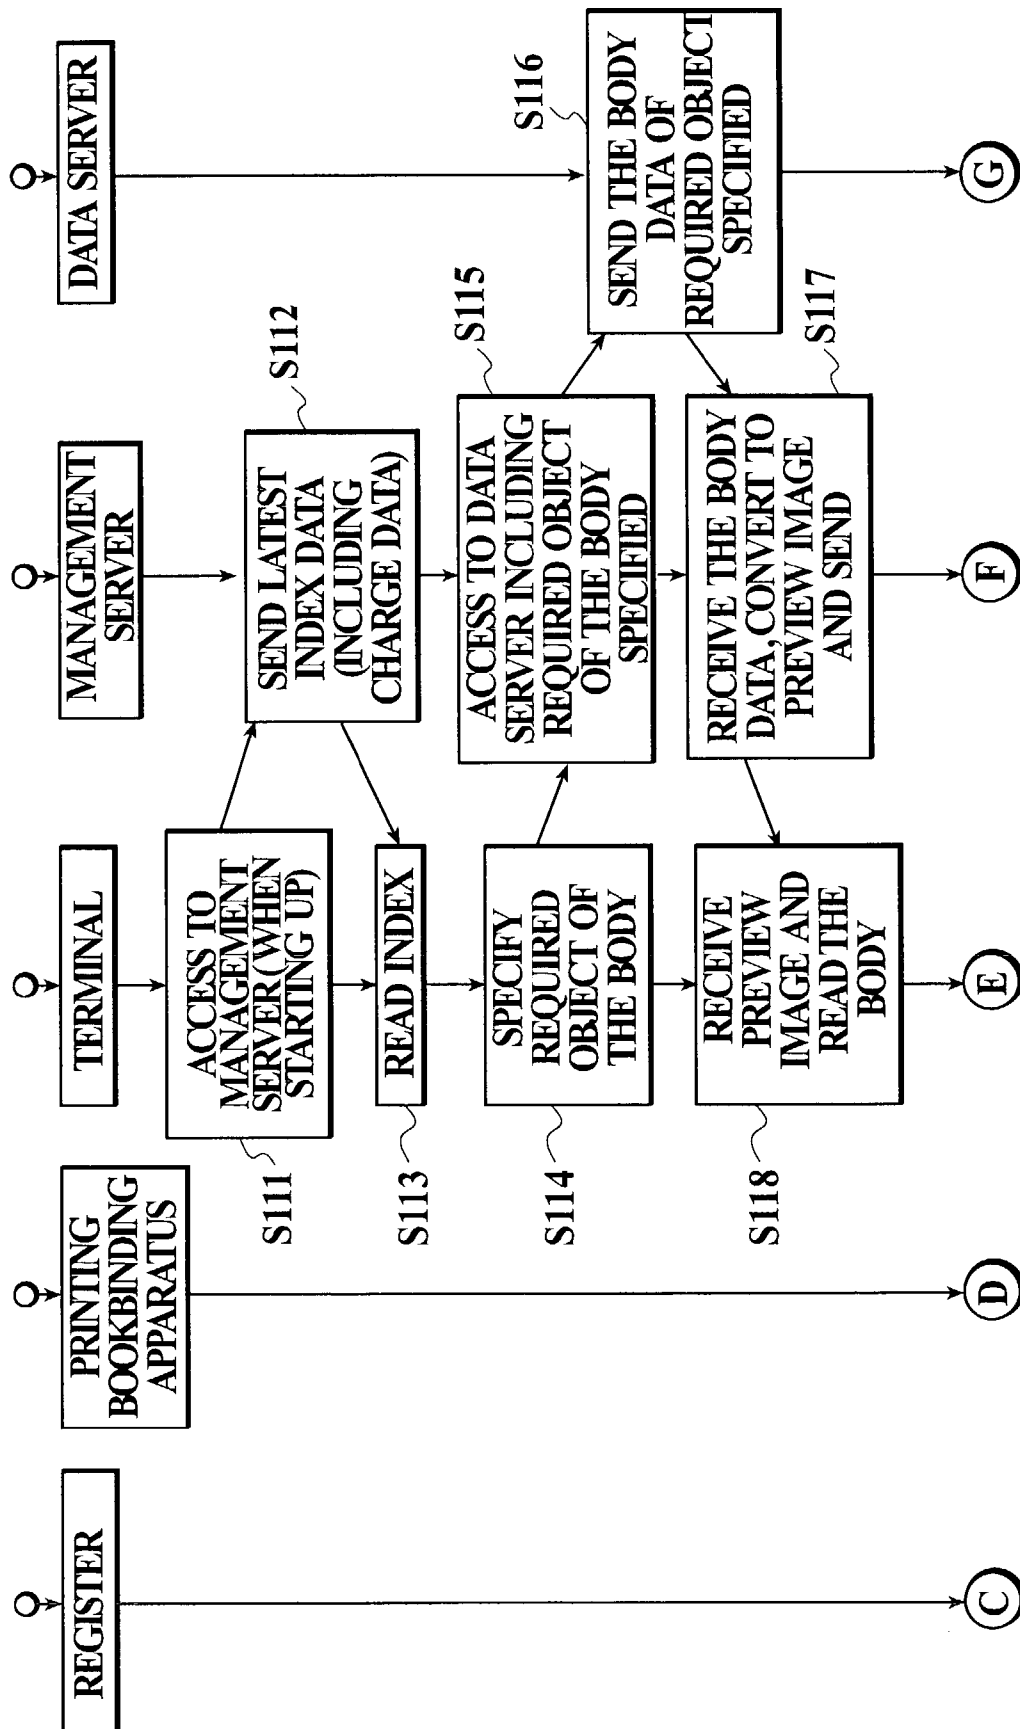 REGISTER
PRINTING
BOOKBINDING
APPARATUS
TERMINAL
MANAGEMENT
SERVER
DATA SERVER
S111
ACCESS TO
MANAGEMENT
SERVER(WHEN
STARTING UP)
S112
SEND LATEST
INDEX DATA
(INCLUDING
CHARGE DATA)
S113
READ INDEX
S114
SPECIFY
REQUIRED
OBJECT OF
THE BODY
S115
ACCESS TO DATA
SERVER INCLUDING
REQUIRED OBJECT
OF THE BODY
SPECIFIED
S116
SEND THE BODY
DATA OF
REQUIRED OBJECT
SPECIFIED
S117
RECEIVE THE BODY
DATA, CONVERT TO
PREVIEW IMAGE
AND SEND
S118
RECEIVE
PREVIEW
IMAGE AND
READ THE
BODY
C
D
E
F
G